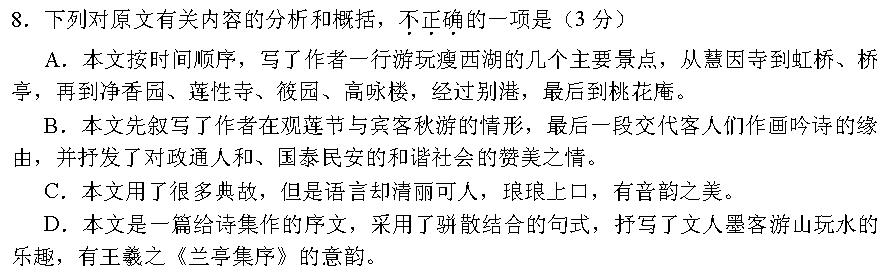 8．下列对原文有关内容的分析和概括，不正确的一项是（3 分）
A．本文按时间顺序，写了作者一行游玩瘦西湖的几个主要景点，从慧因寺到虹桥、桥
亭，再到净香园、莲性寺、筱园、高咏楼，经过别港，最后到桃花庵。
B．本文先叙写了作者在观莲节与宾客秋游的情形，最后一段交代客人们作画吟诗的缘
由，并抒发了对政通人和、国泰民安的和谐社会的赞美之情。
C．本文用了很多典故，但是语言却清丽可人，琅琅上口，有音韵之美。
D．本文是一篇给诗集作的序文，采用了骈散结合的句式，抒写了文人墨客游山玩水的
乐趣，有王羲之《兰亭集序》的意韵。